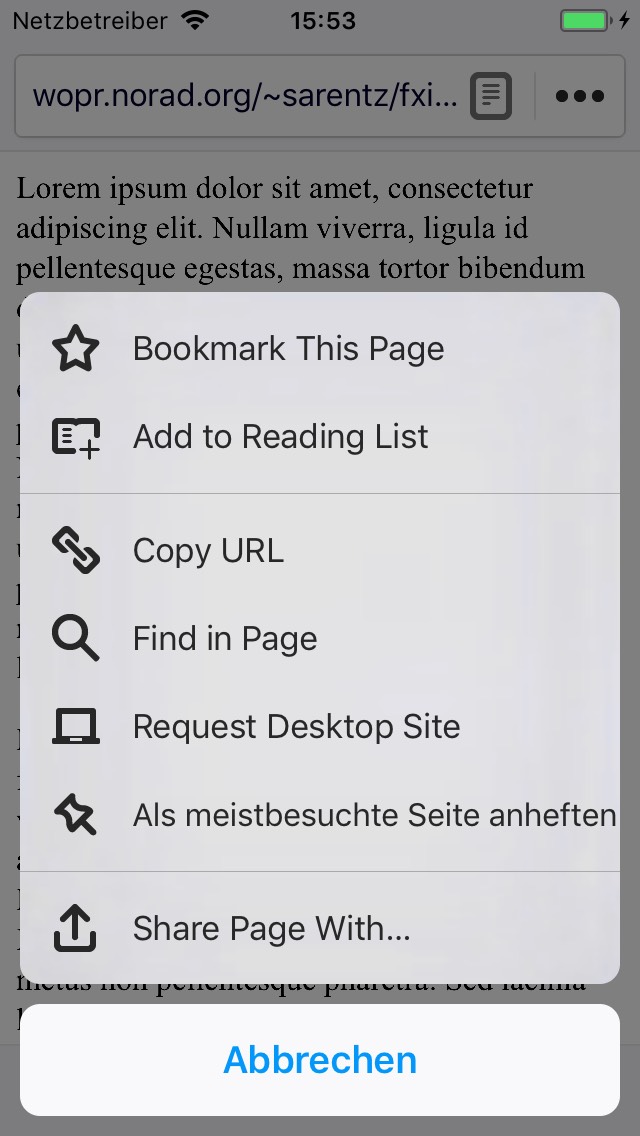 Netzbetreiber 15:53
wopr.norad.org/~sarentz/fxi...
Lorem ipsum dolor sit amet, consectetur
adipiscing elit. Nullam viverra, ligula id
pellentesque egestas, massa tortor bibendum
Bookmark This Page
Add to Reading List
Copy URL
Find in Page
Request Desktop Site
Als meistbesuchte Seite anheften
Share Page With...
metus non pellentesque pharetra. Sed lacinia
Abbrechen